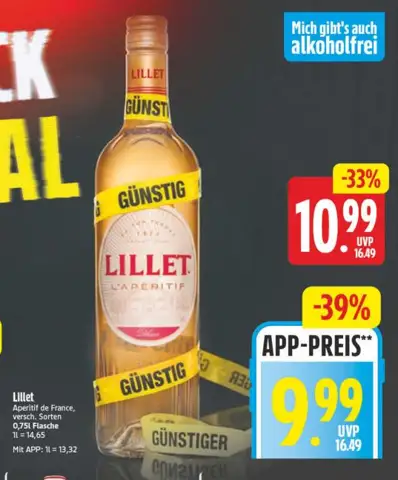 CK
AL
Mich gibt's auch
alkoholfrei
LILLET
GÜNSTIG
GÜNSTIG
LILLET
L'APÉRITIF
GÜNSTIG
GÜNSTIGER
-33%
10.99
UVP
16.49
-39%
APP-PREIS**
9.99
UVP
16.49
Lillet
Aperitif de France,
versch. Sorten
0,75l Flasche
1l = 14,65
Mit APP: 1l = 13,32